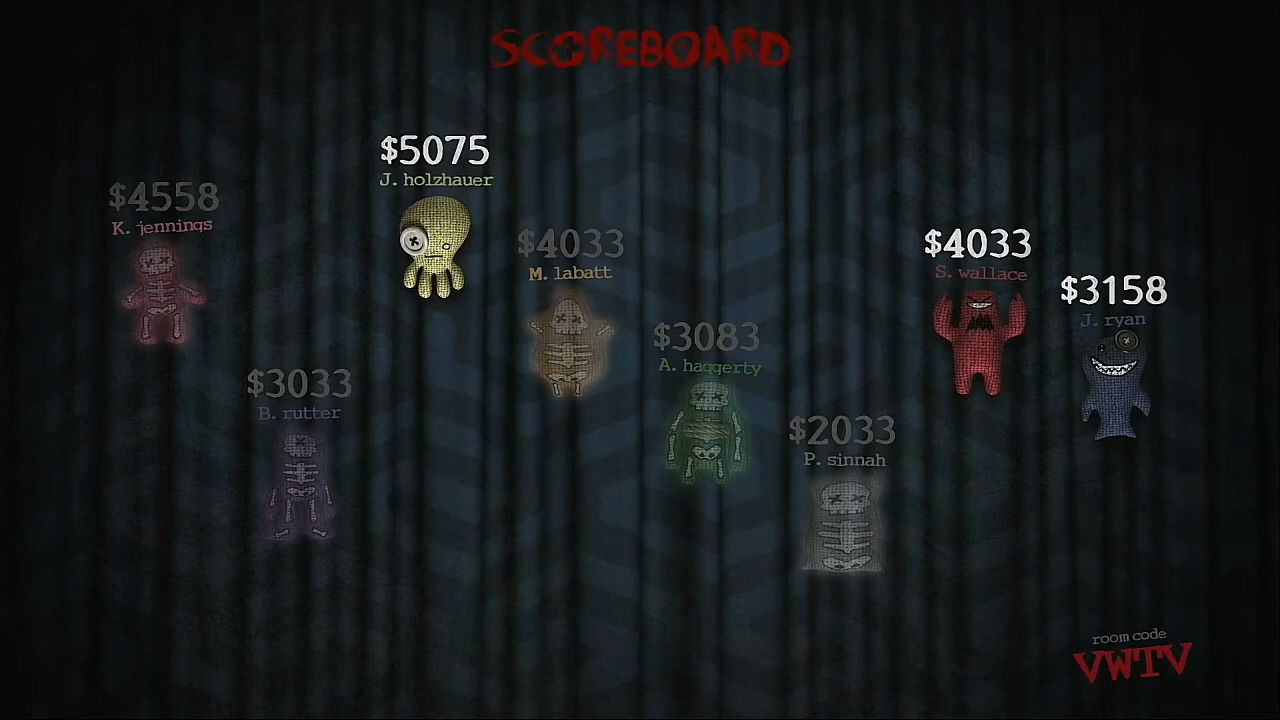 SCOREBOARD
$4558
K. jennings
$3033
B. rutter
$5075
J. holzhauer
$4033
M. labatt
$3083
A. haggerty
$2033
P. sinnah
$4033
S. wallace
$3158
J. ryan
room code
VWTV